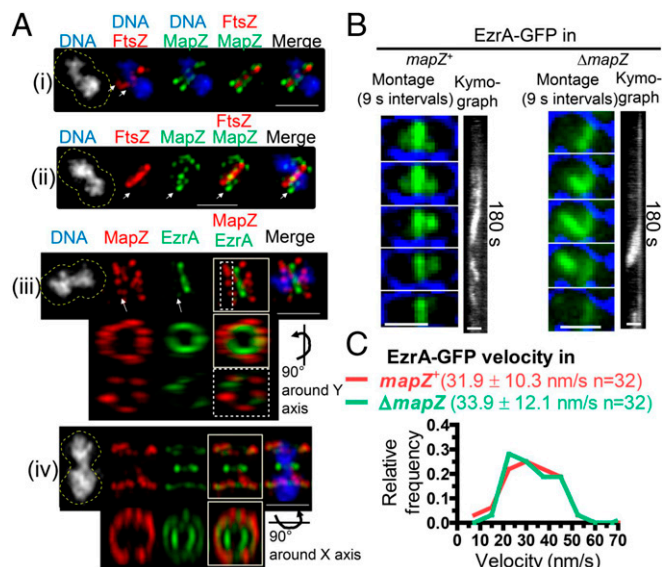 A
DNA DNA FtsZ
DNA FtsZ MapZ MapZ Merge
(i)
FtsZ
DNA FtsZ MapZ MapZ Merge
(ii)
MapZ
DNA MapZ EzrA EzrA Merge
(iii)
90°
around Y
axis
(iv)
90°
around X axis
B
EzrA-GFP in
mapZ+ ΔmapZ
Montage Kymo- Montage Kymo-
(9 s intervals) graph (9 s intervals) graph
180 s
180 s
C
EzrA-GFP velocity in
mapZ+ (31.9 ± 10.3 nm/s n=32)
ΔmapZ (33.9 ± 12.1 nm/s n=32)
Relative
frequency
0.4
0.3
0.2
0.1
0.0
0 10 20 30 40 50 60 70
Velocity (nm/s)